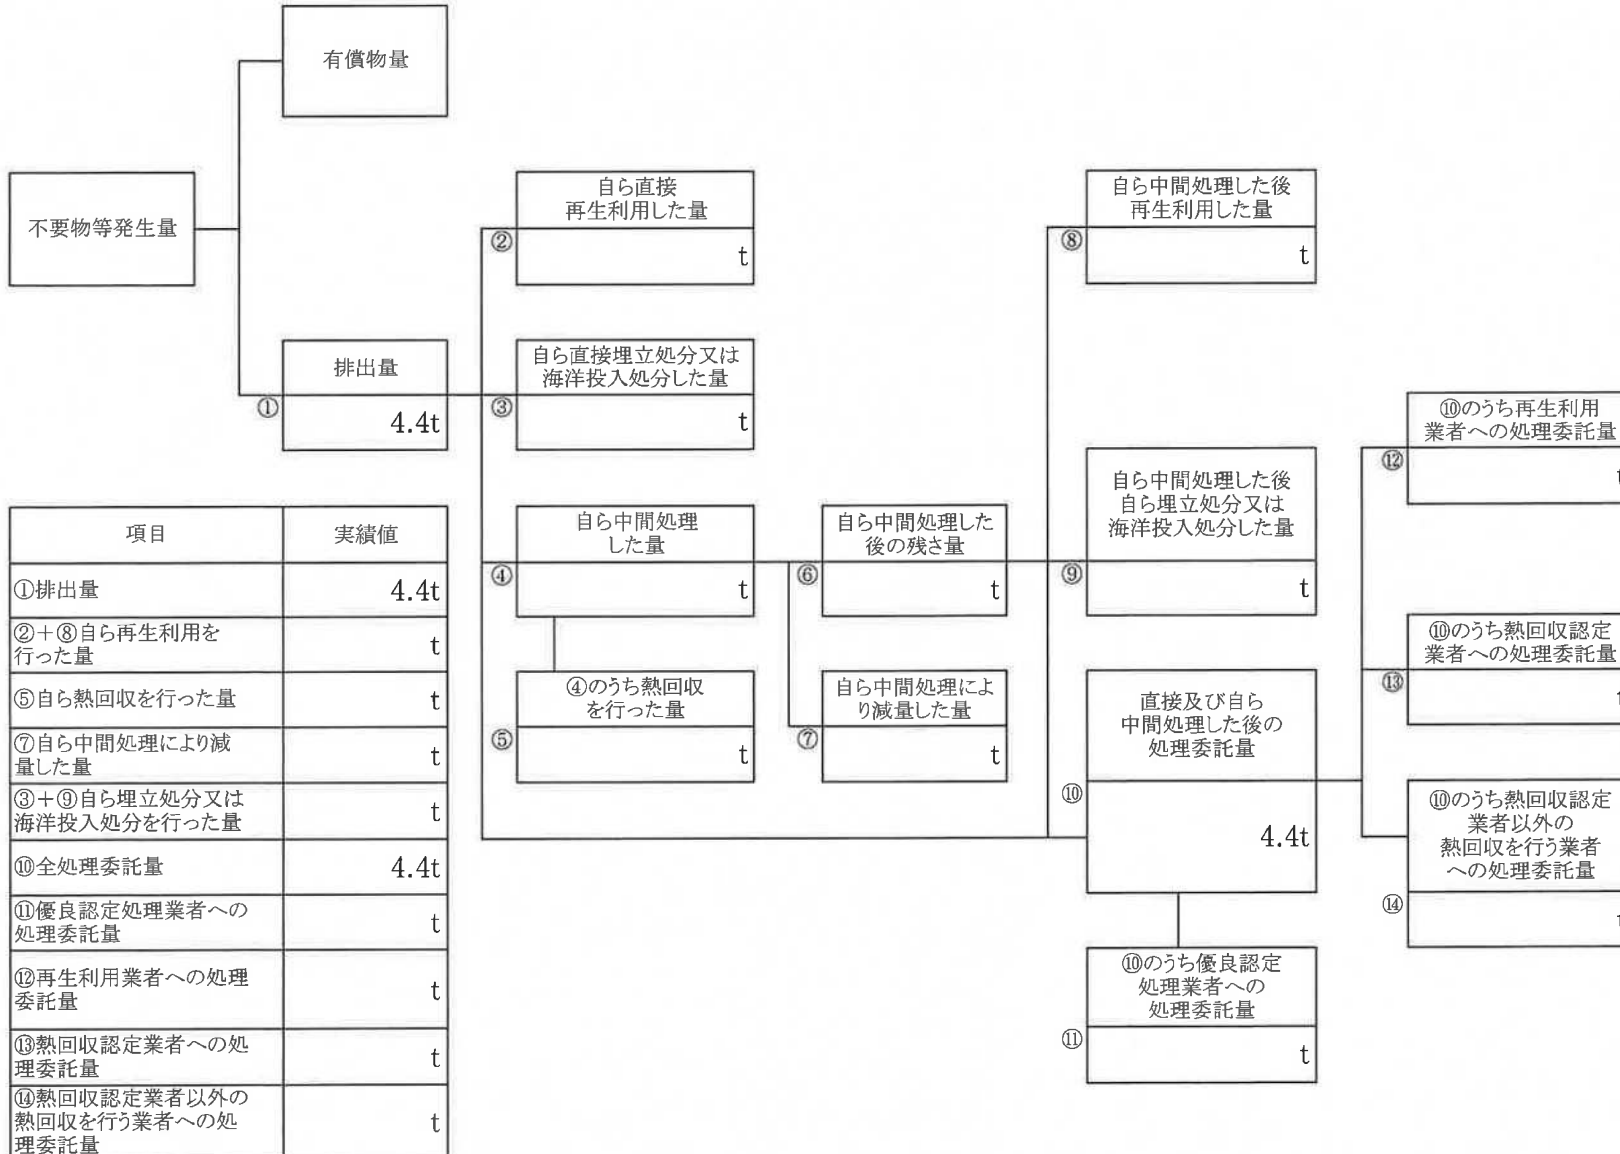 有償物量
不要物等発生量
排出量
①
4.4t
自ら直接
再生利用した量
②
t
自ら直接埋立処分又は
海洋投入処分した量
③
t
自ら中間処理
した量
④
t
④のうち熱回収
を行った量
⑤
t
自ら中間処理した
後の残さ量
⑥
t
自ら中間処理によ
り減量した量
⑦
t
自ら中間処理した後
再生利用した量
⑧
t
自ら中間処理した後
自ら埋立処分又は
海洋投入処分した量
⑨
t
直接及び自ら
中間処理した後の
処理委託量
⑩
4.4t
⑩のうち優良認定
処理業者への
処理委託量
⑪
t
⑩のうち再生利用
業者への処理委託量
⑫
t
⑩のうち熱回収認定
業者への処理委託量
⑬
t
⑩のうち熱回収認定
業者以外の
熱回収を行う業者
への処理委託量
⑭
t
項目 実績値
①排出量 4.4t
②＋⑧自ら再生利用を
行った量 t
⑤自ら熱回収を行った量 t
⑦自ら中間処理により減
量した量 t
③＋⑨自ら埋立処分又は
海洋投入処分を行った量 t
⑩全処理委託量 4.4t
⑪優良認定処理業者への
処理委託量 t
⑫再生利用業者への処理
委託量 t
⑬熱回収認定業者への処
理委託量 t
⑭熱回収認定業者以外の
熱回収を行う業者への処
理委託量 t